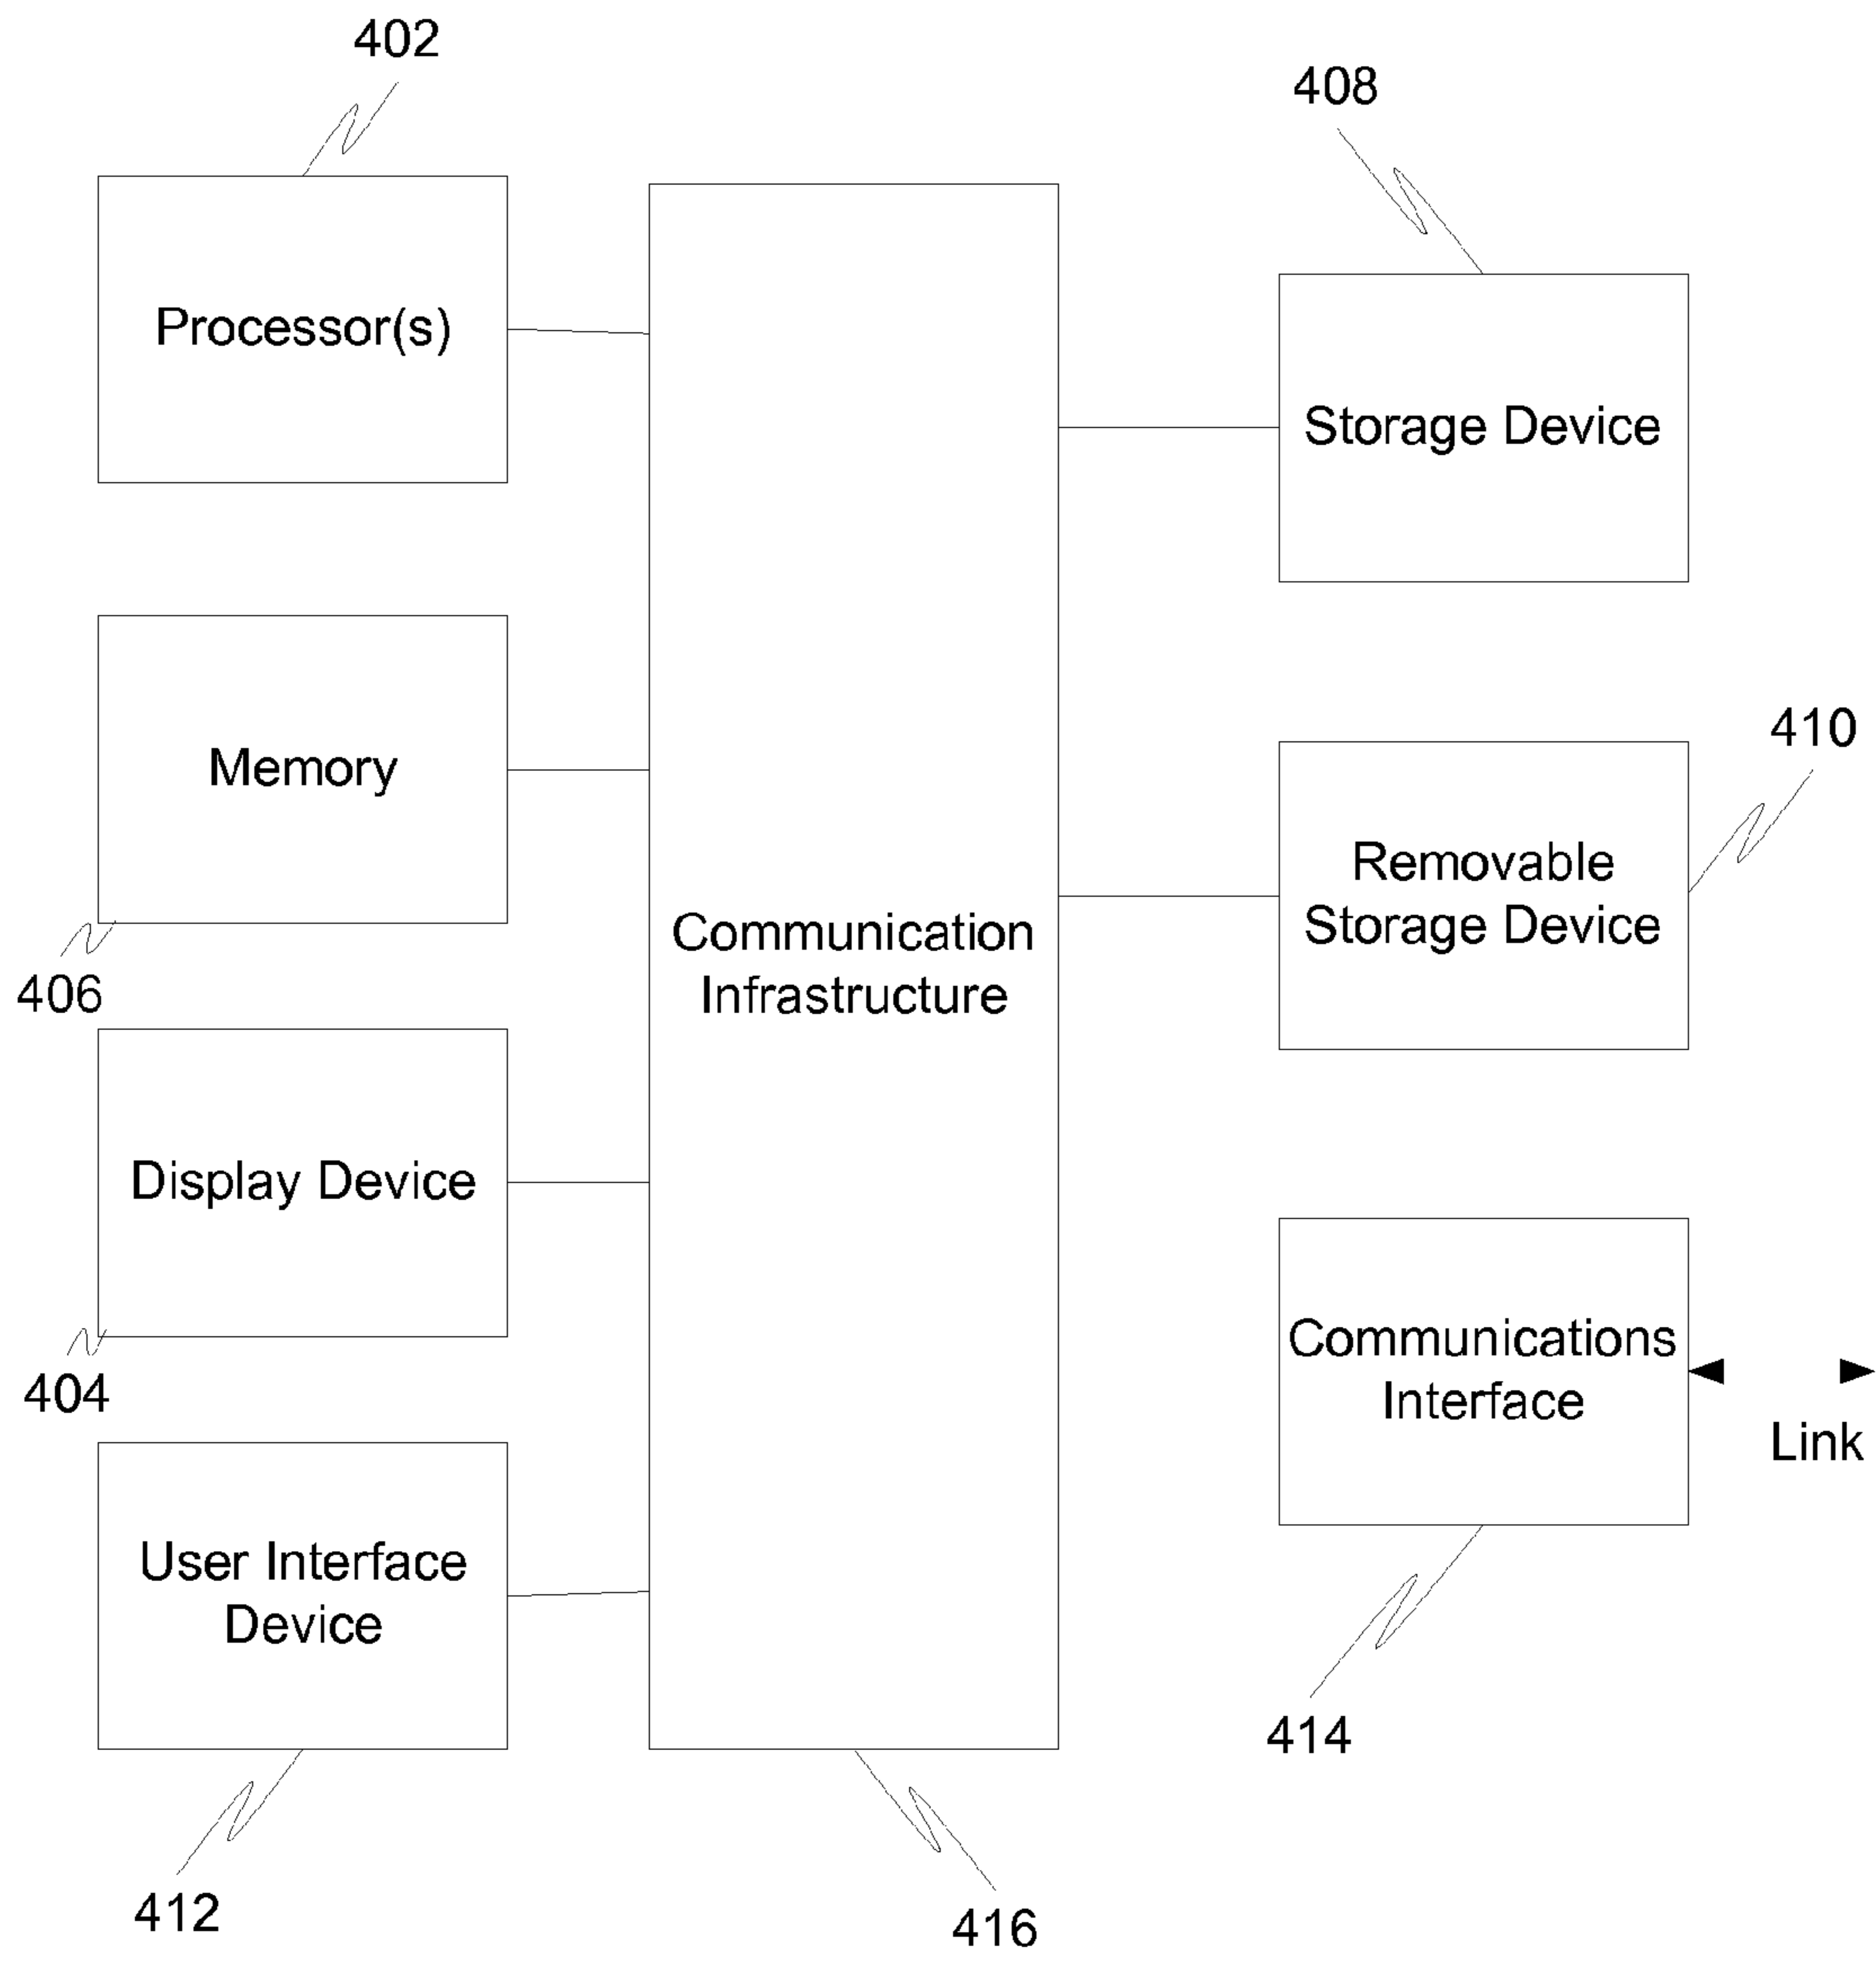 402
408
Processor(s)
Storage Device
410
Memory
Removable
Storage Device
406
Communication
Infrastructure
Display Device
404
Communications
Interface
Link
User Interface
Device
414
412
416